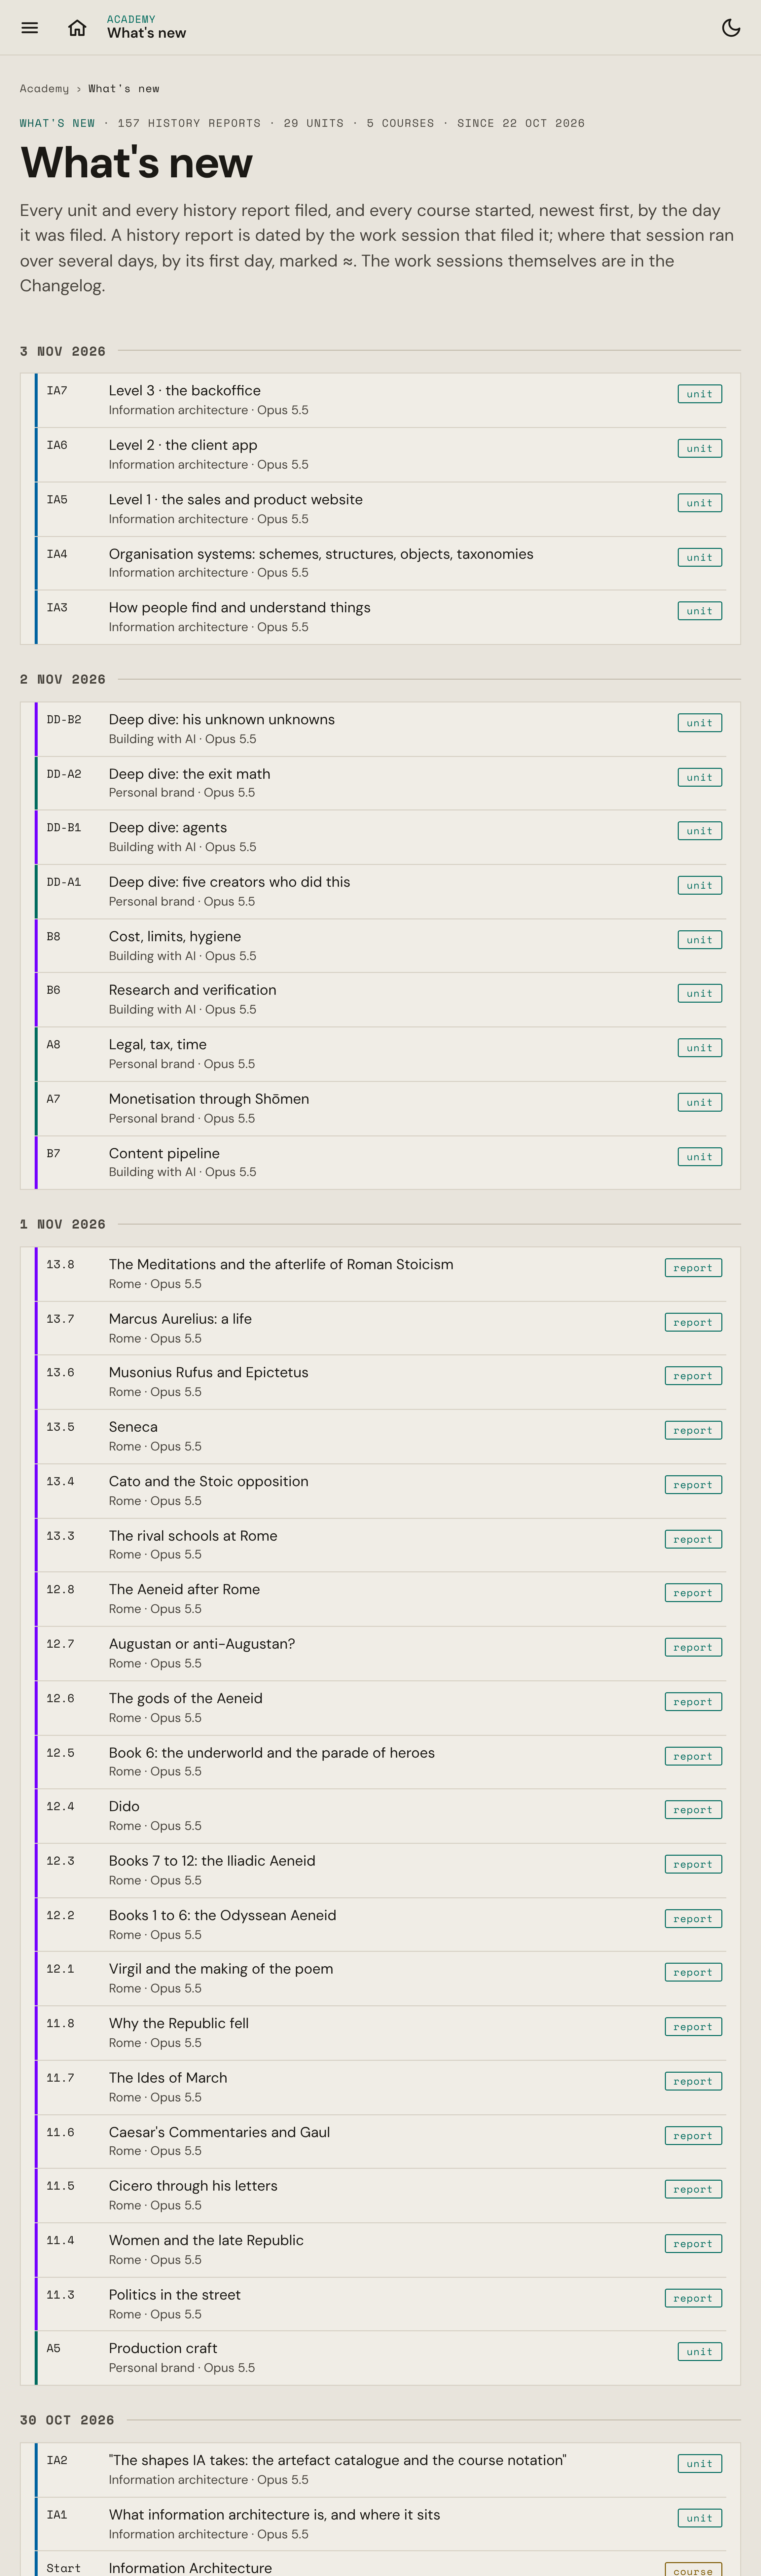 ACADEMY
What's new
Academy › What's new
WHAT'S NEW · 157 HISTORY REPORTS · 29 UNITS · 5 COURSES · SINCE 22 OCT 2026
What's new
Every unit and every history report filed, and every course started, newest first, by the day
it was filed. A history report is dated by the work session that filed it; where that session ran
over several days, by its first day, marked ≈. The work sessions themselves are in the
Changelog.
3 NOV 2026
IA7 Level 3 · the backoffice unit
Information architecture · Opus 5.5
IA6 Level 2 · the client app unit
Information architecture · Opus 5.5
IA5 Level 1 · the sales and product website unit
Information architecture · Opus 5.5
IA4 Organisation systems: schemes, structures, objects, taxonomies unit
Information architecture · Opus 5.5
IA3 How people find and understand things unit
Information architecture · Opus 5.5
2 NOV 2026
DD-B2 Deep dive: his unknown unknowns unit
Building with AI · Opus 5.5
DD-A2 Deep dive: the exit math unit
Personal brand · Opus 5.5
DD-B1 Deep dive: agents unit
Building with AI · Opus 5.5
DD-A1 Deep dive: five creators who did this unit
Personal brand · Opus 5.5
B8 Cost, limits, hygiene unit
Building with AI · Opus 5.5
B6 Research and verification unit
Building with AI · Opus 5.5
A8 Legal, tax, time unit
Personal brand · Opus 5.5
A7 Monetisation through Shōmen unit
Personal brand · Opus 5.5
B7 Content pipeline unit
Building with AI · Opus 5.5
1 NOV 2026
13.8 The Meditations and the afterlife of Roman Stoicism report
Rome · Opus 5.5
13.7 Marcus Aurelius: a life report
Rome · Opus 5.5
13.6 Musonius Rufus and Epictetus report
Rome · Opus 5.5
13.5 Seneca report
Rome · Opus 5.5
13.4 Cato and the Stoic opposition report
Rome · Opus 5.5
13.3 The rival schools at Rome report
Rome · Opus 5.5
12.8 The Aeneid after Rome report
Rome · Opus 5.5
12.7 Augustan or anti-Augustan? report
Rome · Opus 5.5
12.6 The gods of the Aeneid report
Rome · Opus 5.5
12.5 Book 6: the underworld and the parade of heroes report
Rome · Opus 5.5
12.4 Dido report
Rome · Opus 5.5
12.3 Books 7 to 12: the Iliadic Aeneid report
Rome · Opus 5.5
12.2 Books 1 to 6: the Odyssean Aeneid report
Rome · Opus 5.5
12.1 Virgil and the making of the poem report
Rome · Opus 5.5
11.8 Why the Republic fell report
Rome · Opus 5.5
11.7 The Ides of March report
Rome · Opus 5.5
11.6 Caesar's Commentaries and Gaul report
Rome · Opus 5.5
11.5 Cicero through his letters report
Rome · Opus 5.5
11.4 Women and the late Republic report
Rome · Opus 5.5
11.3 Politics in the street report
Rome · Opus 5.5
A5 Production craft unit
Personal brand · Opus 5.5
30 OCT 2026
IA2 "The shapes IA takes: the artefact catalogue and the course notation" unit
Information architecture · Opus 5.5
IA1 What information architecture is, and where it sits unit
Information architecture · Opus 5.5
Start Information Architecture course